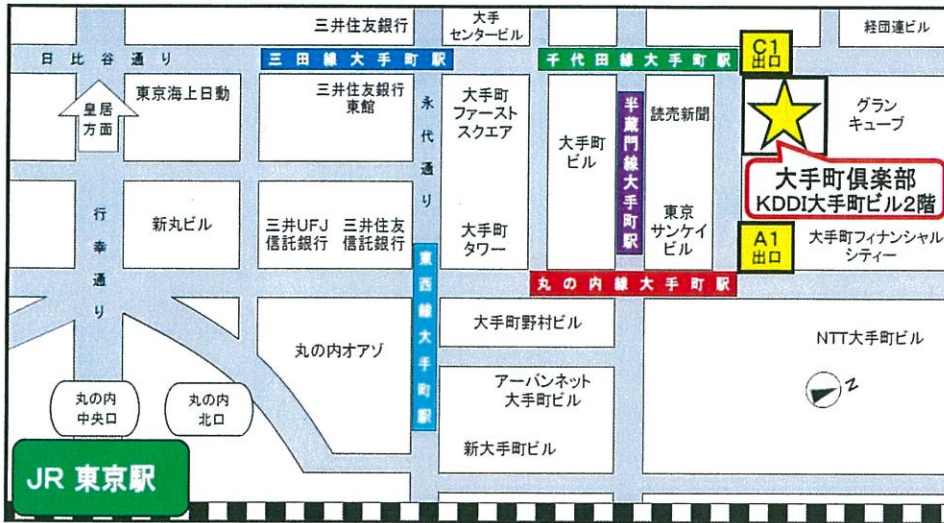 三井住友銀行
大手
センタービル
経団連ビル
日比谷通り
三田線大手町駅
千代田線大手町駅
C1
出口
皇居
方面
東京海上日動
三井住友銀行
東館
永代通り
大手町
ファースト
スクエア
大手町
ビル
半蔵門線大手町駅
読売新聞
グラン
キューブ
大手町倶楽部
KDDI大手町ビル2階
行幸通り
新丸ビル
三井UFJ
信託銀行
三井住友
信託銀行
大手町
タワー
東京
サンケイ
ビル
A1
出口
大手町フィナンシャル
シティー
東西線大手町駅
丸の内線大手町駅
丸の内オアゾ
大手町野村ビル
NTT大手町ビル
丸の内
中央口
丸の内
北口
アーバンネット
大手町ビル
N
新大手町ビル
JR 東京駅